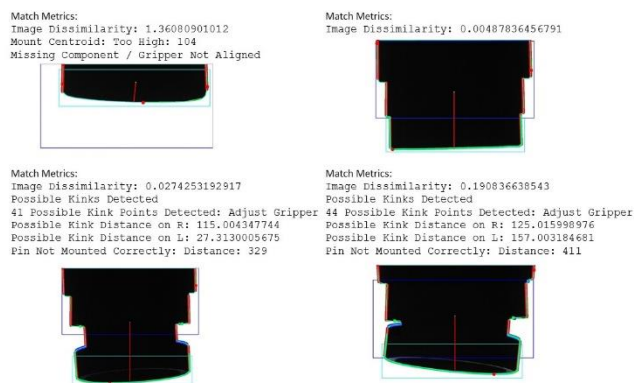 Match Metrics:
Image Dissimilarity: 1.36080901012
Mount Centroid: Too High: 104
Missing Component / Gripper Not Aligned
Match Metrics:
Image Dissimilarity: 0.00487836456791
Match Metrics:
Image Dissimilarity: 0.0274253192917
Possible Kinks Detected
41 Possible Kink Points Detected: Adjust Gripper
Possible Kink Distance on R: 115.004347744
Possible Kink Distance on L: 27.3130005675
Pin Not Mounted Correctly: Distance: 329
Match Metrics:
Image Dissimilarity: 0.190836638543
Possible Kinks Detected
44 Possible Kink Points Detected: Adjust Gripper
Possible Kink Distance on R: 125.015998976
Possible Kink Distance on L: 157.003184681
Pin Not Mounted Correctly: Distance: 411